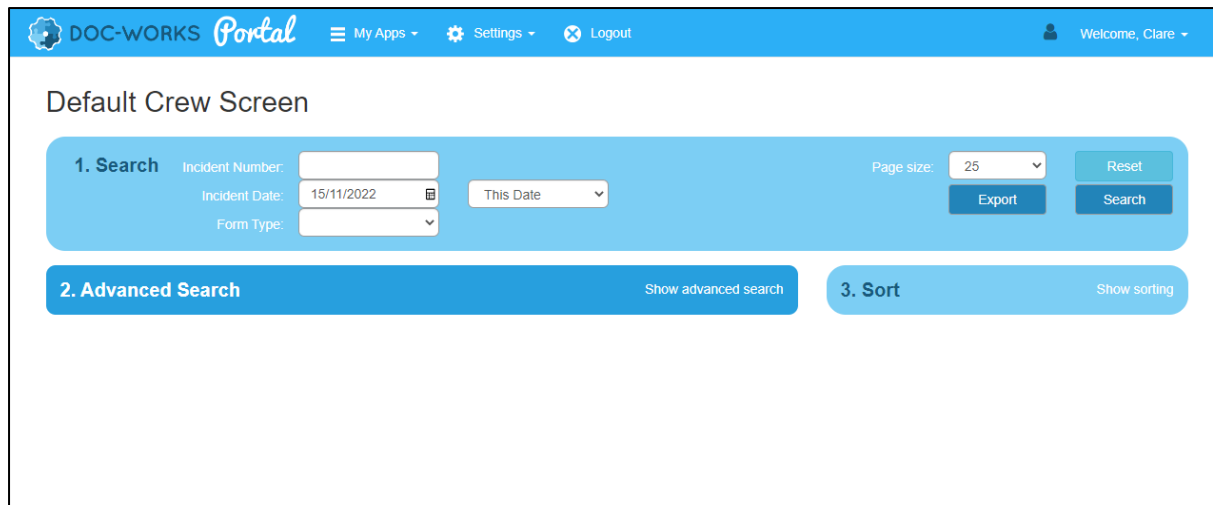 DOC-WORKS Portal My Apps Settings Logout Welcome, Clare
Default Crew Screen
1. Search Incident Number: Page size: 25 Reset
Incident Date: 15/11/2022 This Date Export Search
Form Type:
2. Advanced Search Show advanced search 3. Sort Show sorting